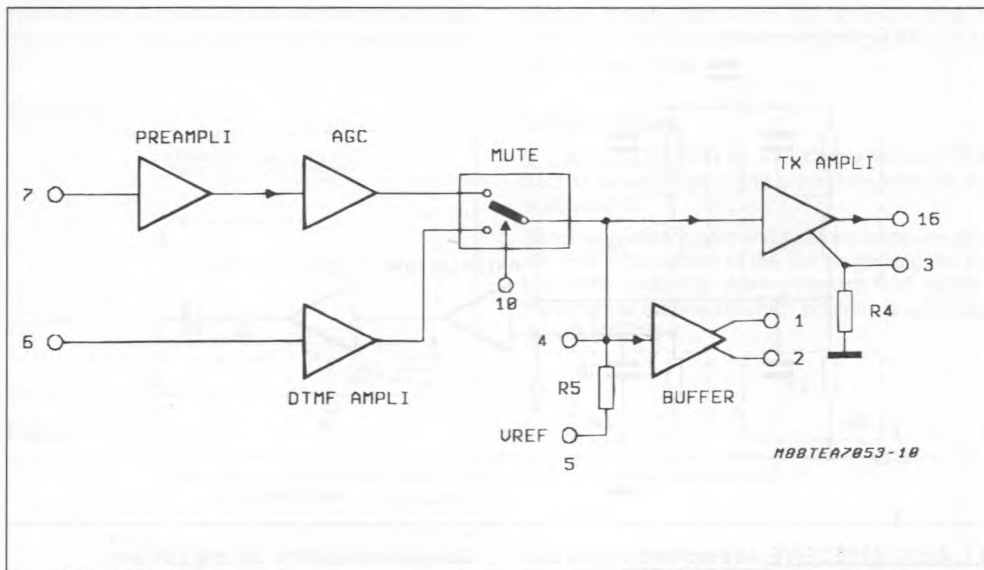 PREAMPLI
AGC
MUTE
TX AMPLI
7
15
3
10
R4
6
4
1
2
R5
DTMF AMPLI
BUFFER
VREF
5
M88TEA7053-10